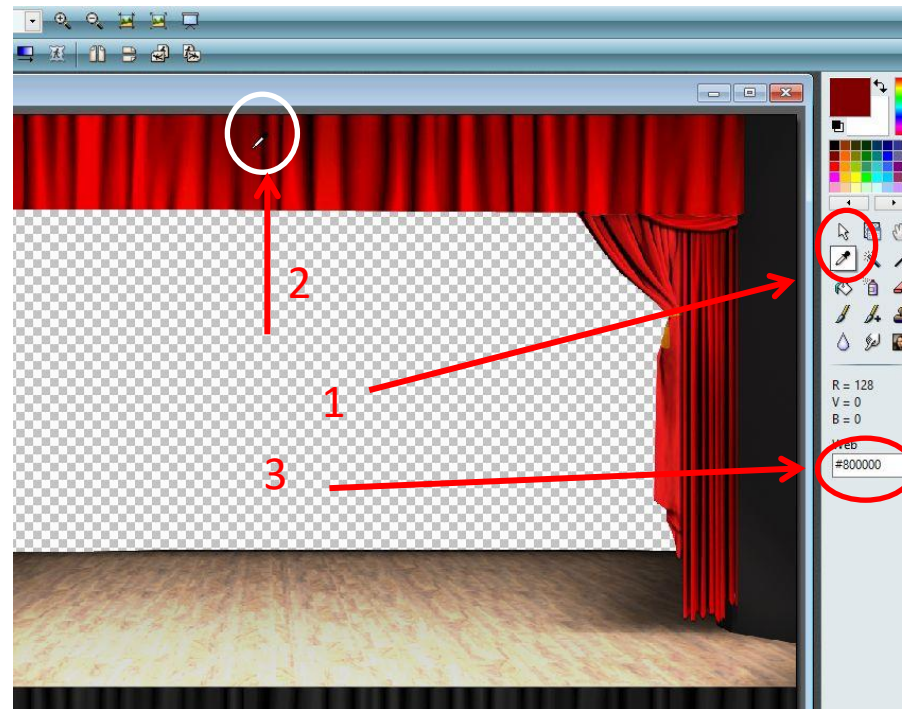 2
1
3
R = 128
V = 0
B = 0
Web
#800000